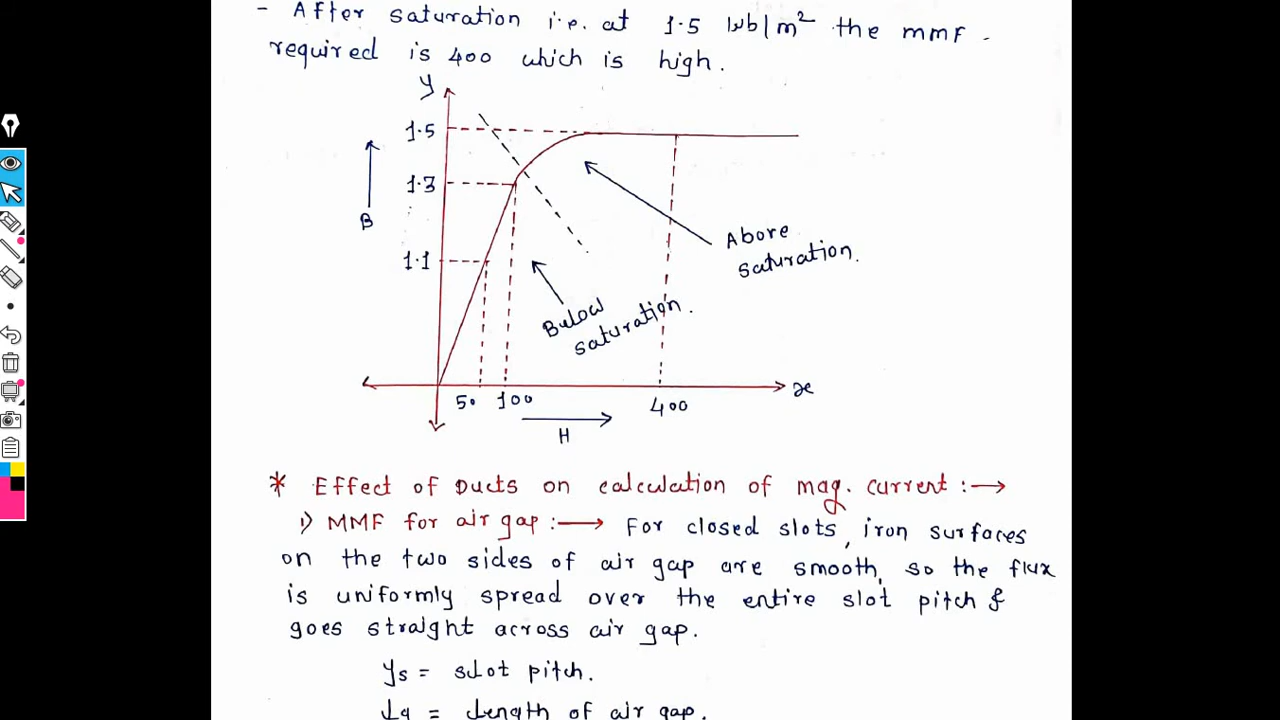 - After saturation i.e. at 1.5 wb/m² the mmf.
required is 400 which is high.
y
1.5
1.3
B
1.1
Above
saturation.
Below
saturation.
x
50 100 400
H
* Effect of Ducts on calculation of mag. current :→
1) MMF for air gap :→ For closed slots, iron surfaces
on the two sides of air gap are smooth, so the flux
is uniformly spread over the entire slot pitch &
goes straight across air gap.
ys = slot pitch.
lg = Length of air gap.